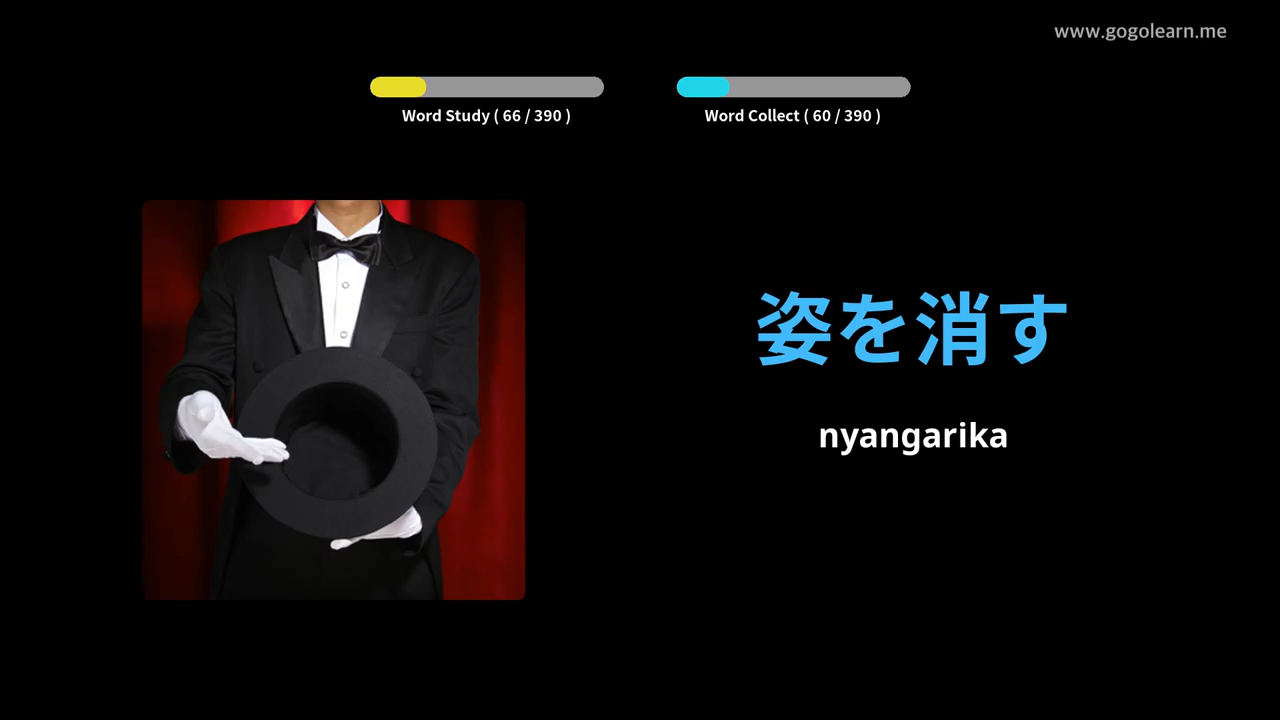 www.gogolearn.me
Word Study ( 66 / 390 )
Word Collect ( 60 / 390 )
姿を消す
nyangarika